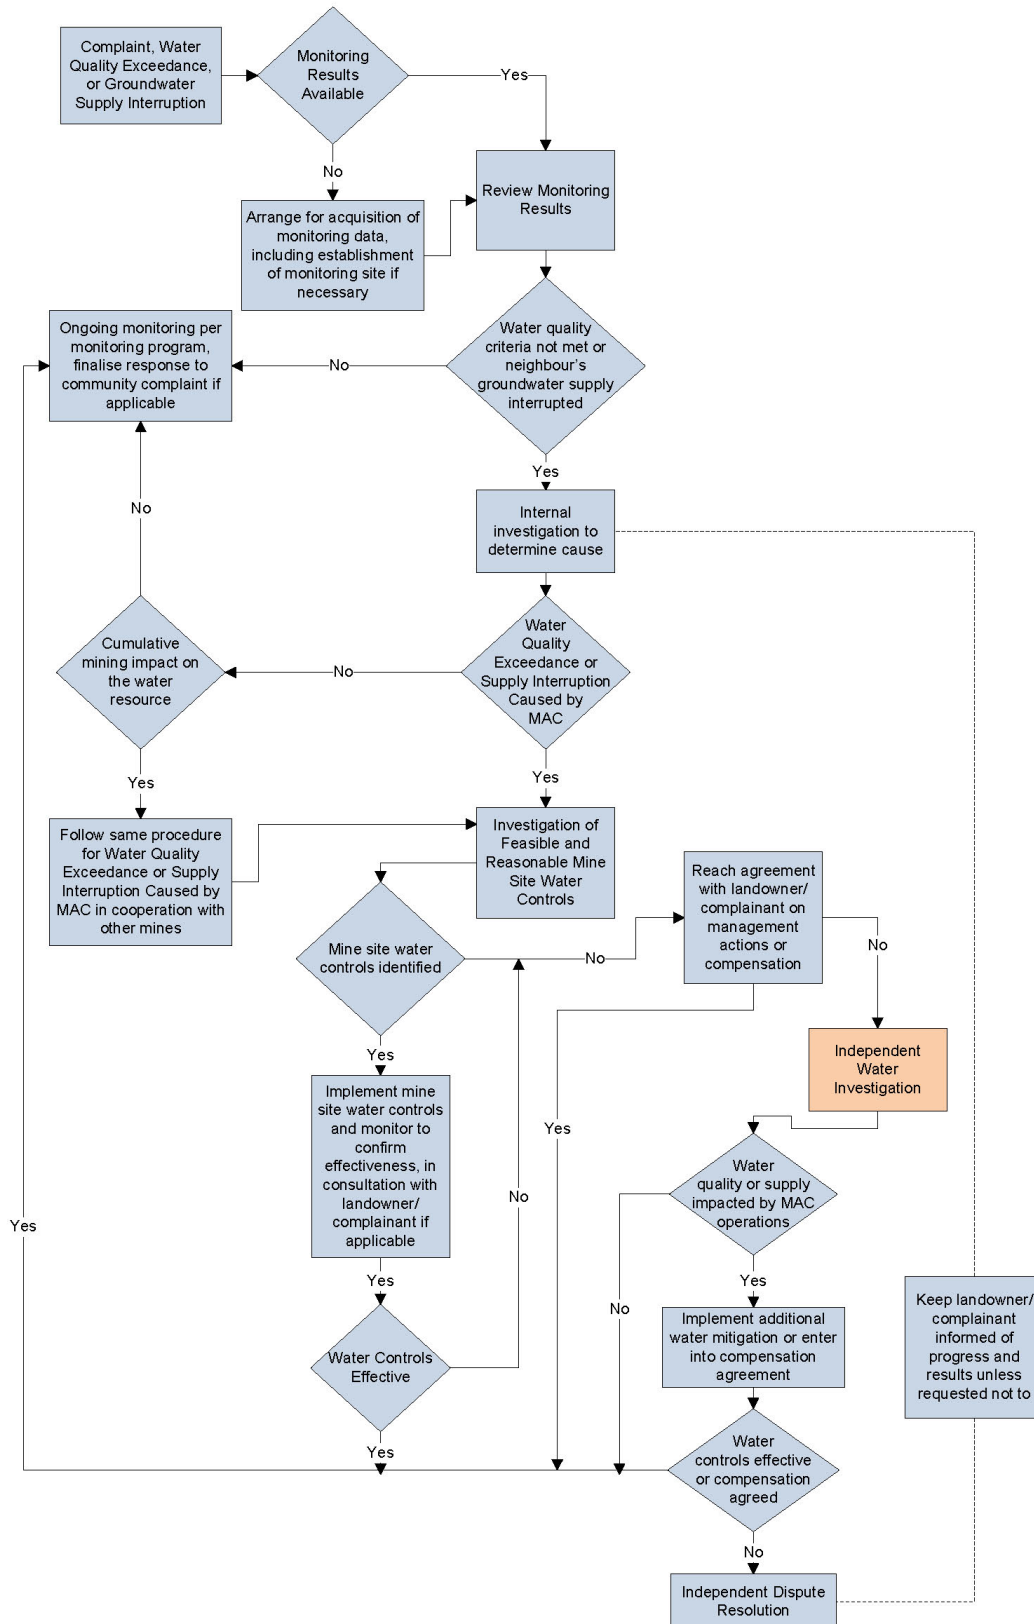 Complaint, Water
Quality Exceedance,
or Groundwater
Supply Interruption
Monitoring
Results
Available
Yes
No
Arrange for acquisition of
monitoring data,
including establishment
of monitoring site if
necessary
Review Monitoring
Results
Ongoing monitoring per
monitoring program,
finalise response to
community complaint if
applicable
No
Water quality
criteria not met or
neighbour's
groundwater supply
interrupted
Yes
No
Internal
investigation to
determine cause
Cumulative
mining impact on
the water
resource
No
Water
Quality
Exceedance or
Supply Interruption
Caused by
MAC
Yes
Yes
Follow same procedure
for Water Quality
Exceedance or Supply
Interruption Caused by
MAC in cooperation with
other mines
Investigation of
Feasible and
Reasonable Mine
Site Water
Controls
Reach agreement
with landowner/
complainant on
management
actions or
compensation
Mine site water
controls identified
No
No
Yes
Independent
Water
Investigation
Implement mine
site water controls
and monitor to
confirm
effectiveness, in
consultation with
landowner/
complainant if
applicable
Yes
No
Water
quality or supply
impacted by MAC
operations
Yes
Yes
Yes
No
Implement additional
water mitigation or enter
into compensation
agreement
Keep landowner/
complainant
informed of
progress and
results unless
requested not to
Water Controls
Effective
Yes
Water
controls effective
or compensation
agreed
No
Independent Dispute
Resolution